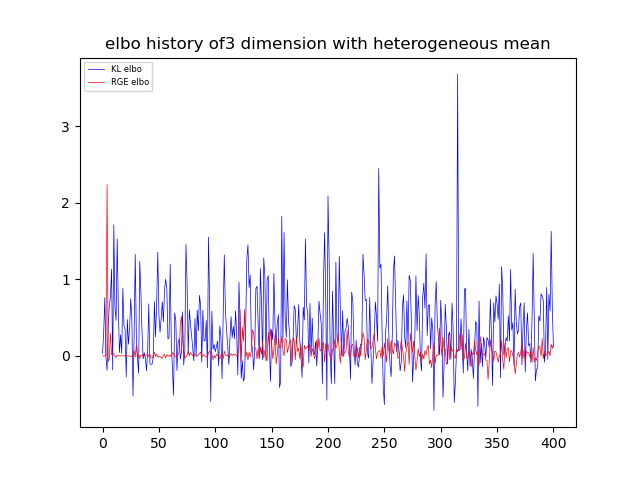 elbo history of3 dimension with heterogeneous mean
KL elbo
RGE elbo
3
2
1
0
0 50 100 150 200 250 300 350 400